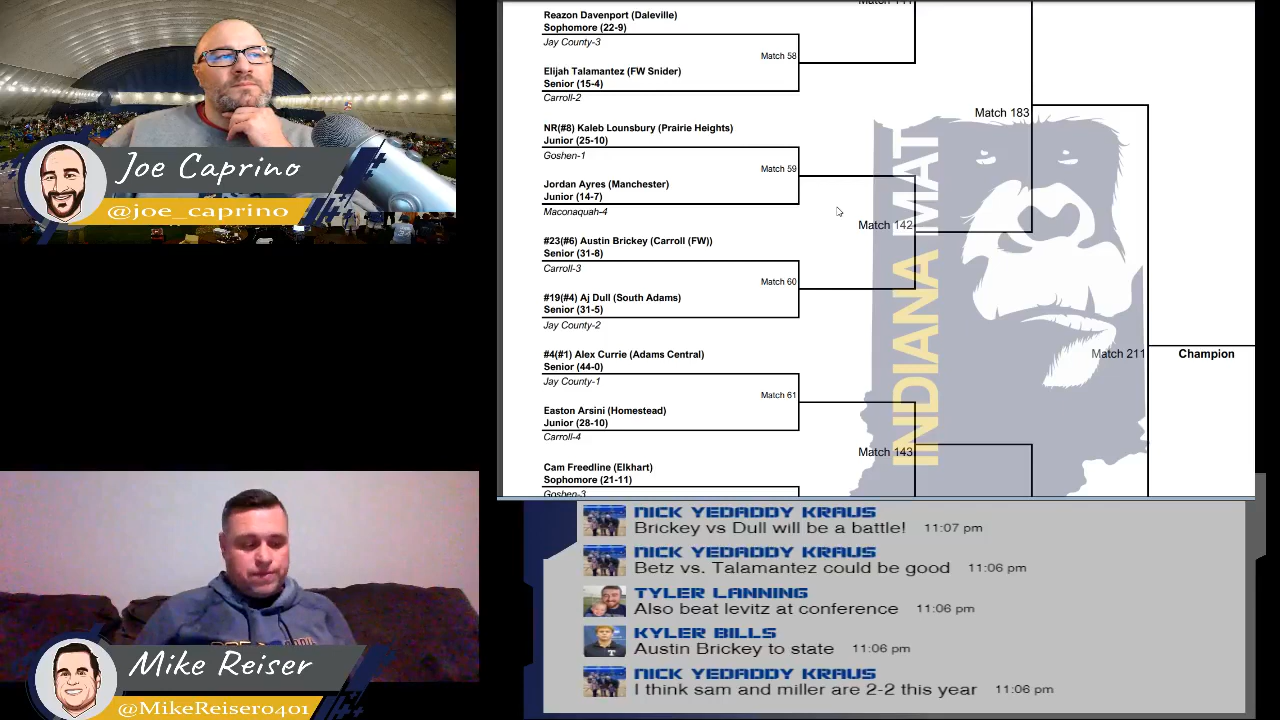 Joe Caprino
@joe_caprino
Mike Reiser
@MikeReiser0401
Match 141
Reazon Davenport (Daleville)
Sophomore (22-9)
Jay County-3
Match 58
Elijah Talamantez (FW Snider)
Senior (15-4)
Carroll-2
Match 183
NR(#8) Kaleb Lounsbury (Prairie Heights)
Junior (25-10)
Goshen-1
Match 59
Jordan Ayres (Manchester)
Junior (14-7)
Maconaquah-4
Match 142
#23(#6) Austin Brickey (Carroll (FW))
Senior (31-8)
Carroll-3
Match 60
#19(#4) Aj Dull (South Adams)
Senior (31-5)
Jay County-2
#4(#1) Alex Currie (Adams Central)
Senior (44-0)
Jay County-1
Match 61
Easton Arsini (Homestead)
Junior (28-10)
Carroll-4
Match 143
Cam Freedline (Elkhart)
Sophomore (21-11)
Goshen-3
Match 211
Champion
INDIANA MAT
NICK YEDADDY KRAUS
Brickey vs Dull will be a battle! 11:07 pm
NICK YEDADDY KRAUS
Betz vs. Talamantez could be good 11:06 pm
TYLER LANNING
Also beat levitz at conference 11:06 pm
KYLER BILLS
Austin Brickey to state 11:06 pm
NICK YEDADDY KRAUS
I think sam and miller are 2-2 this year 11:06 pm